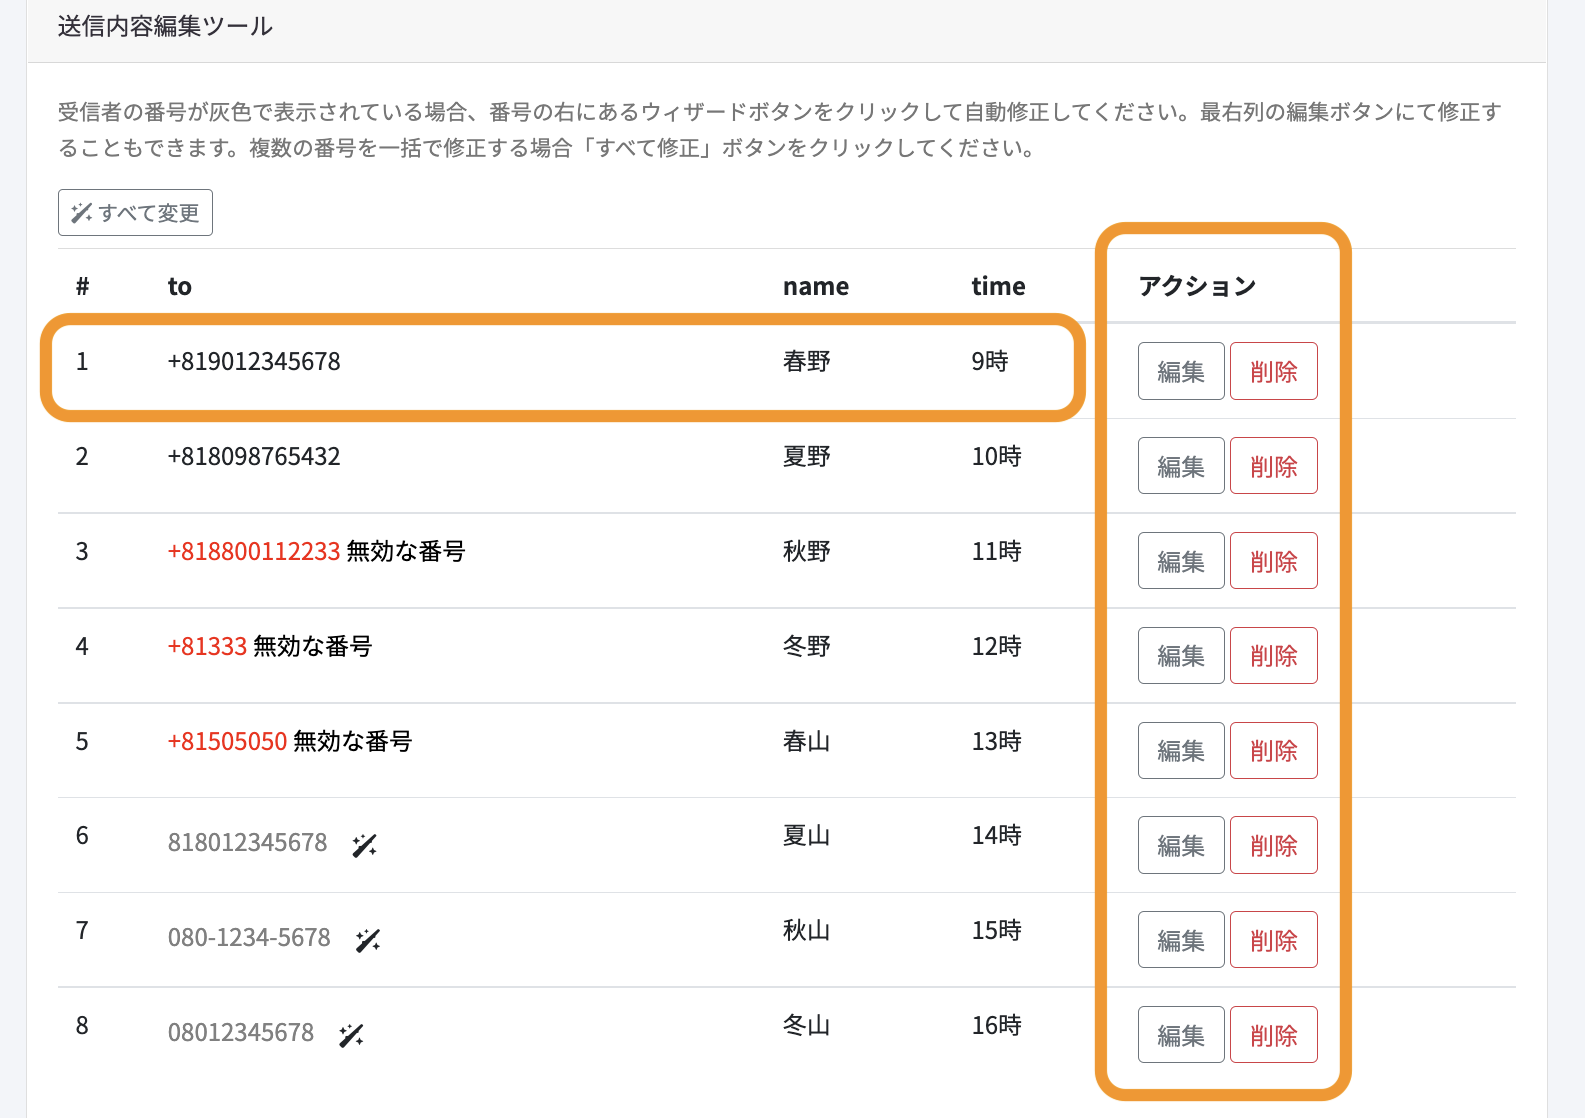 送信内容編集ツール
受信者の番号が灰色で表示されている場合、番号の右にあるウィザードボタンをクリックして自動修正してください。最右列の編集ボタンにて修正す
ることもできます。複数の番号を一括で修正する場合「すべて修正」ボタンをクリックしてください。
すべて変更
# to name time アクション
1 +819012345678 春野 9時 編集 削除
2 +818098765432 夏野 10時 編集 削除
3 +818800112233 無効な番号 秋野 11時 編集 削除
4 +81333 無効な番号 冬野 12時 編集 削除
5 +81505050 無効な番号 春山 13時 編集 削除
6 818012345678 夏山 14時 編集 削除
7 080-1234-5678 秋山 15時 編集 削除
8 08012345678 冬山 16時 編集 削除